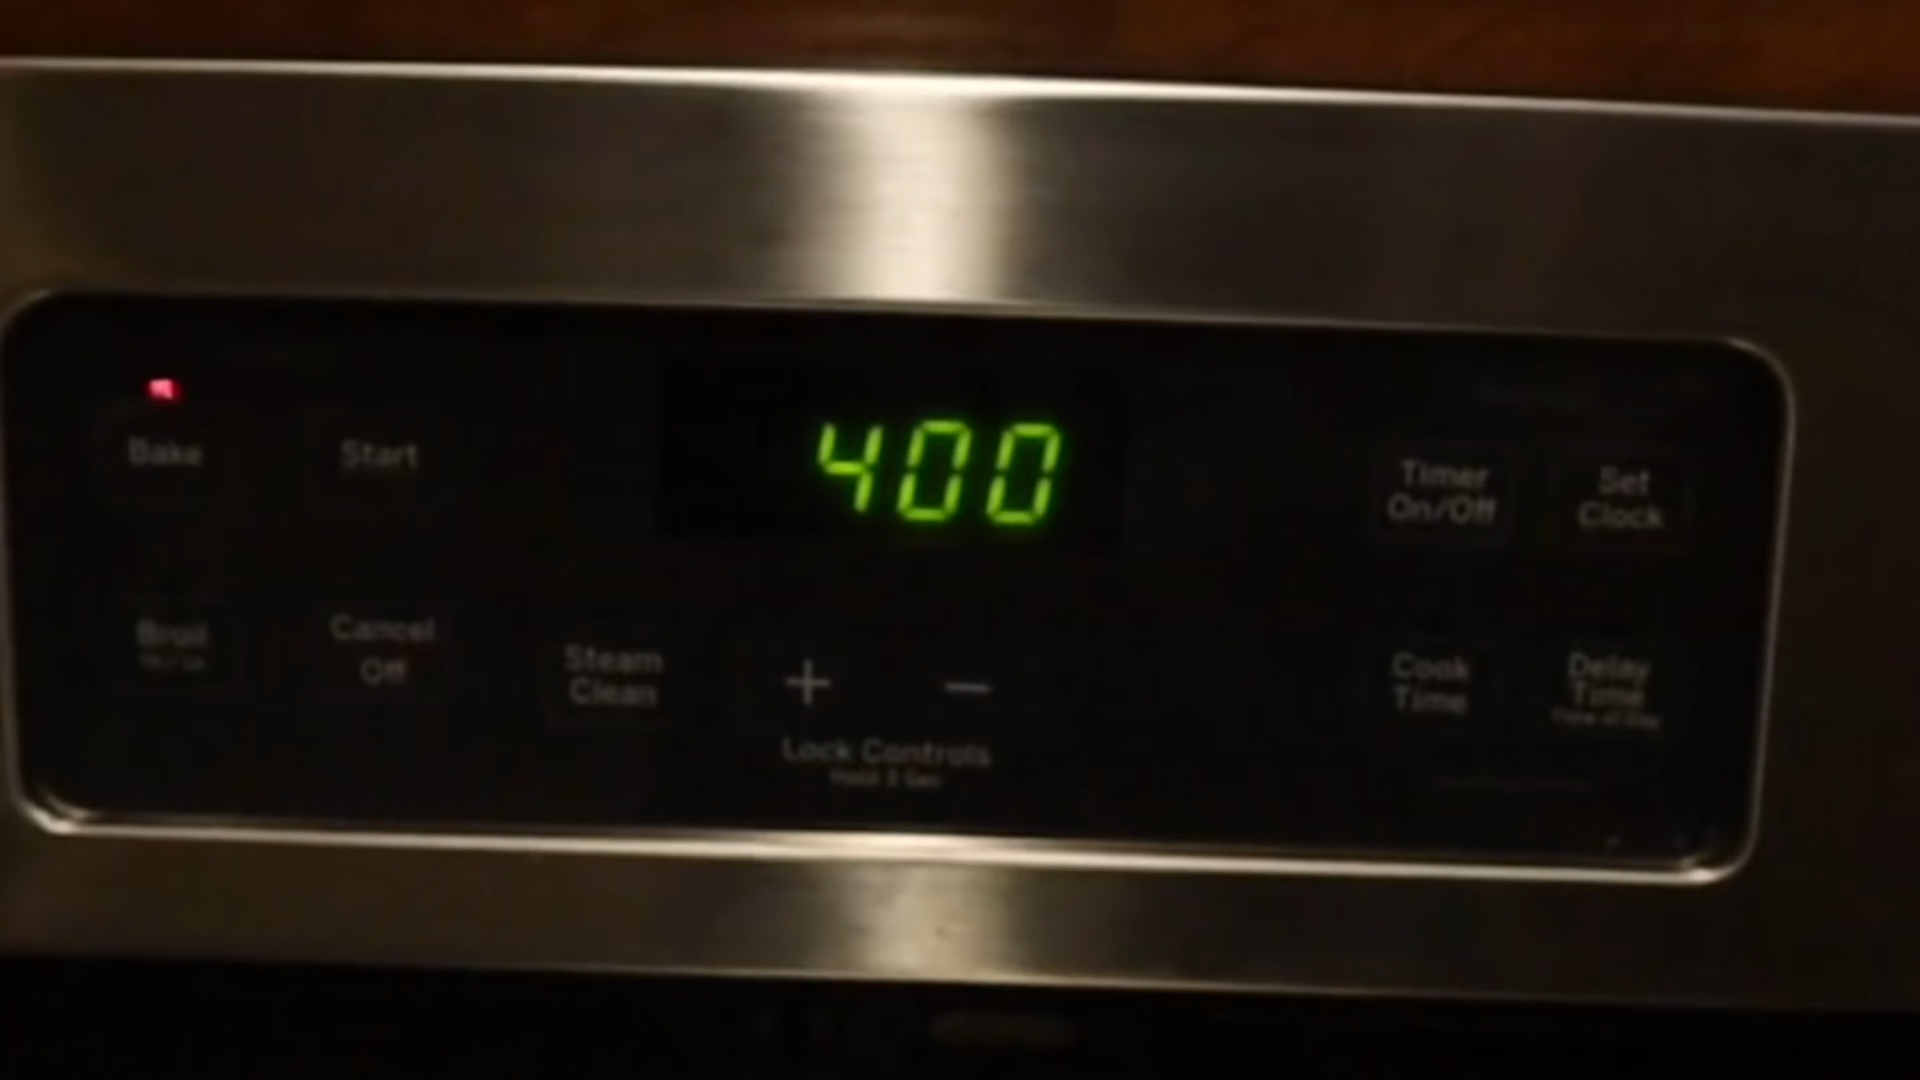 400
Bake
Start
Timer
On/Off
Set
Clock
Broil
Cancel
Off
Steam
Clean
+
−
Lock Controls
Cook
Time
Delay
Time